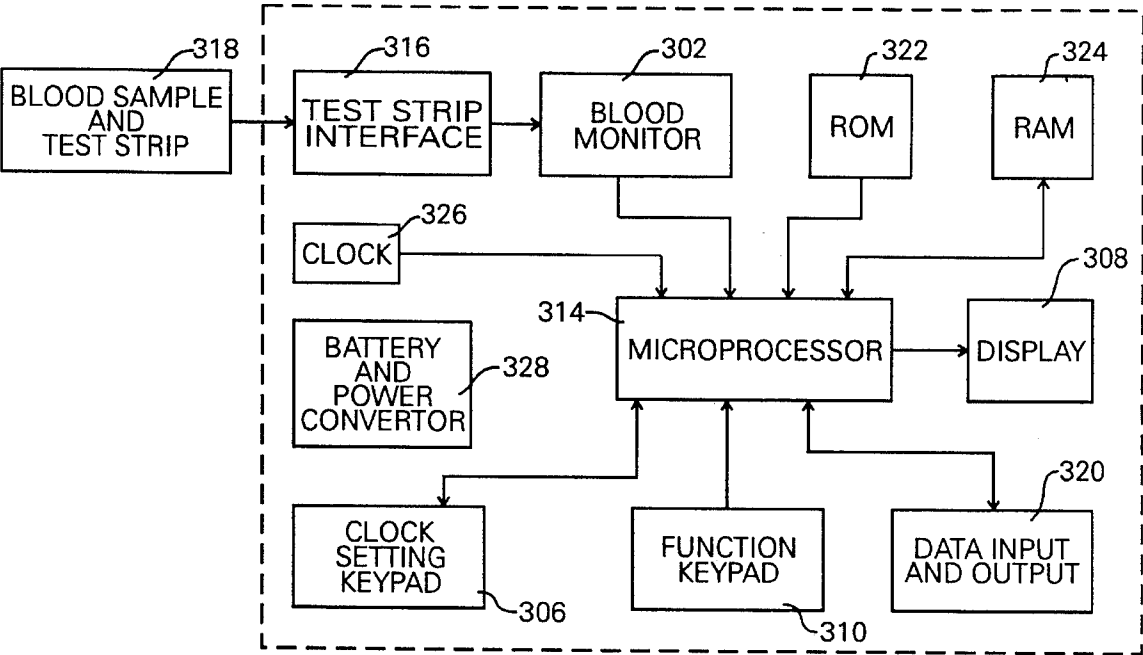 318
316
302
322
324
BLOOD SAMPLE
AND
TEST STRIP
TEST STRIP
INTERFACE
BLOOD
MONITOR
ROM
RAM
326
CLOCK
308
314
MICROPROCESSOR
DISPLAY
BATTERY
AND
POWER
CONVERTOR
328
320
CLOCK
SETTING
KEYPAD
306
FUNCTION
KEYPAD
310
DATA INPUT
AND OUTPUT